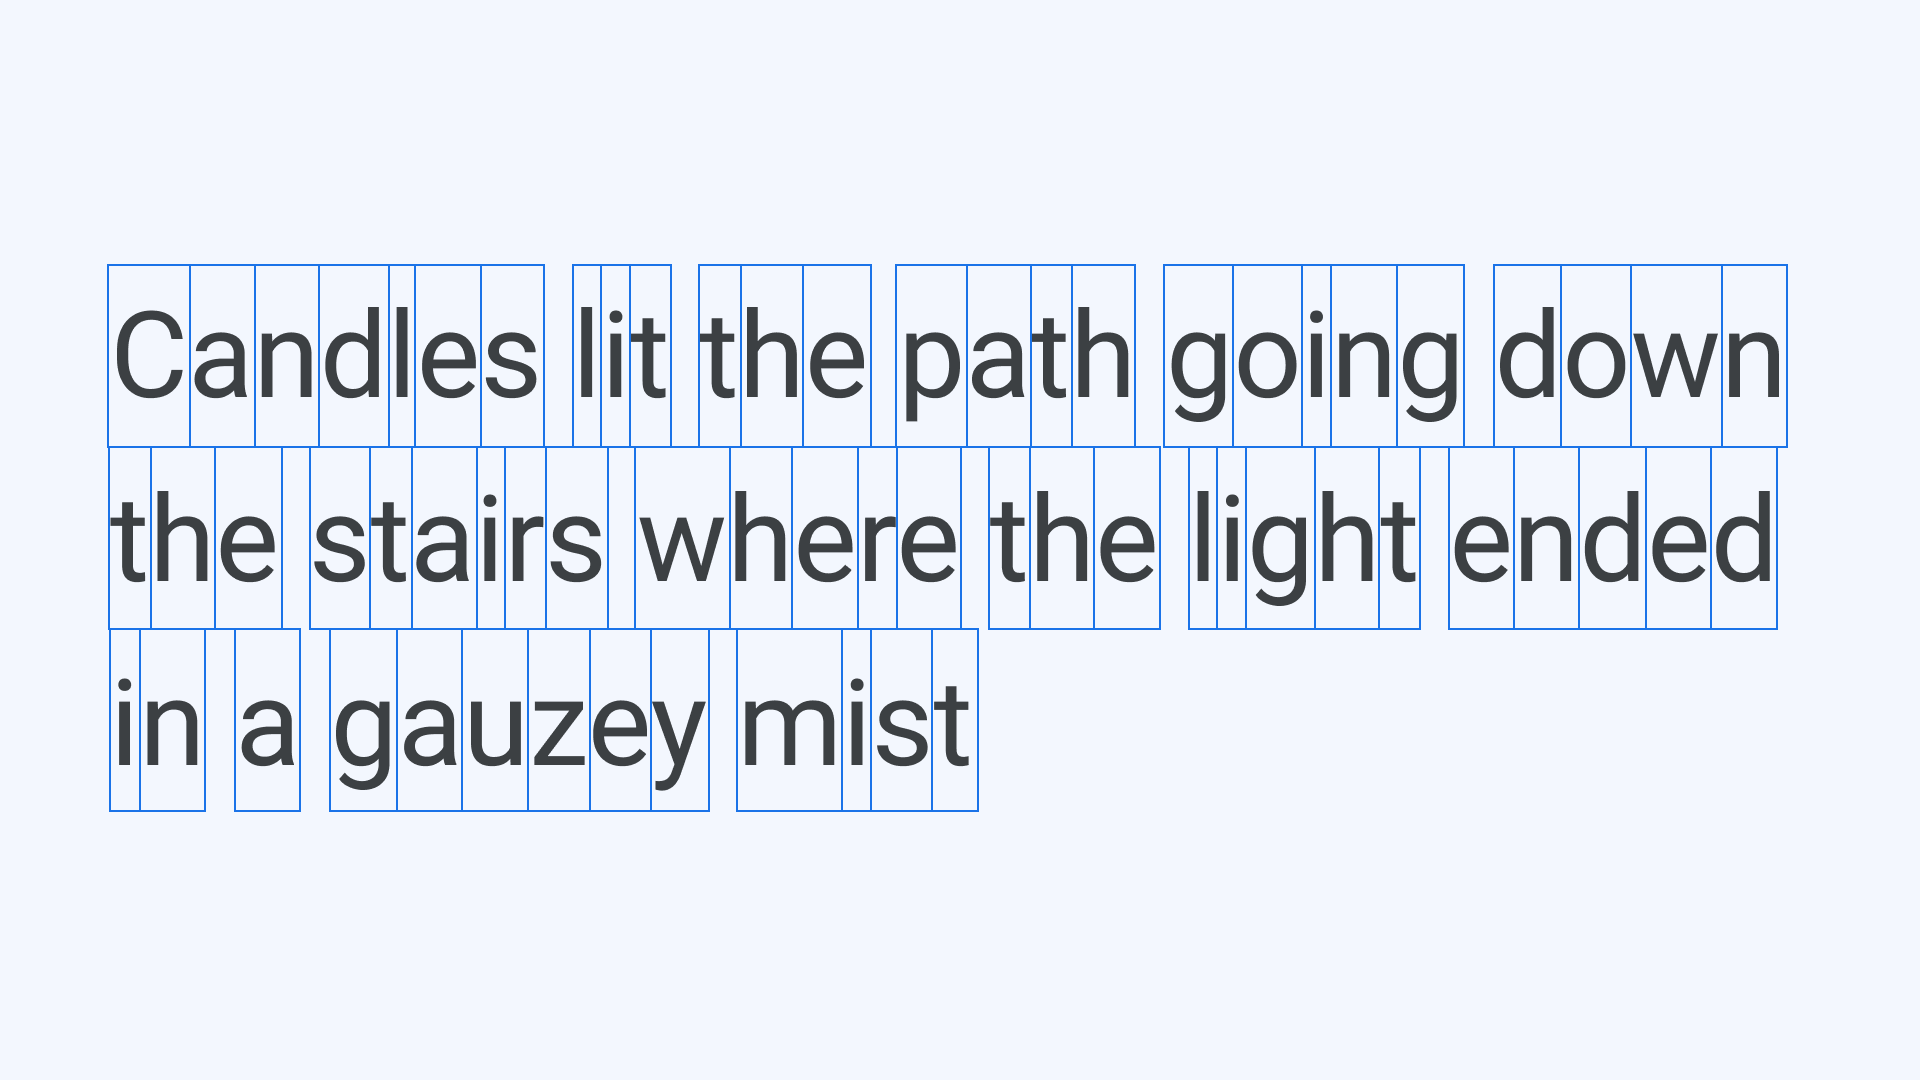 Candles lit the path going down
the stairs where the light ended
in a gauzey mist